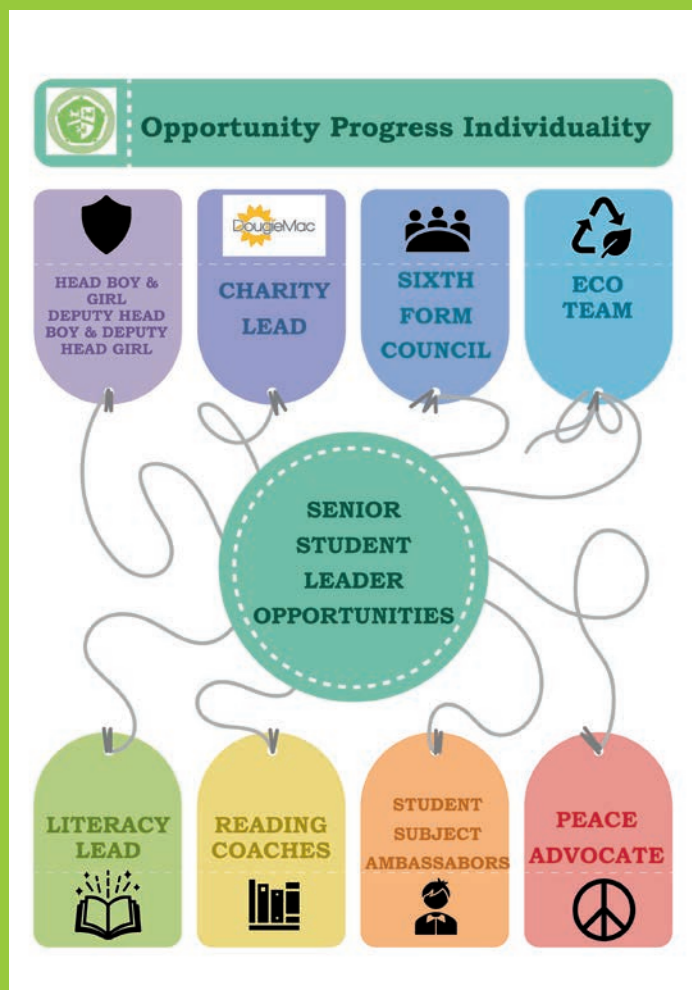 Opportunity Progress Individuality
HEAD BOY &
GIRL
DEPUTY HEAD
BOY & DEPUTY
HEAD GIRL
DougieMac
CHARITY
LEAD
SIXTH
FORM
COUNCIL
ECO
TEAM
SENIOR
STUDENT
LEADER
OPPORTUNITIES
LITERACY
LEAD
READING
COACHES
STUDENT
SUBJECT
AMBASSABORS
PEACE
ADVOCATE